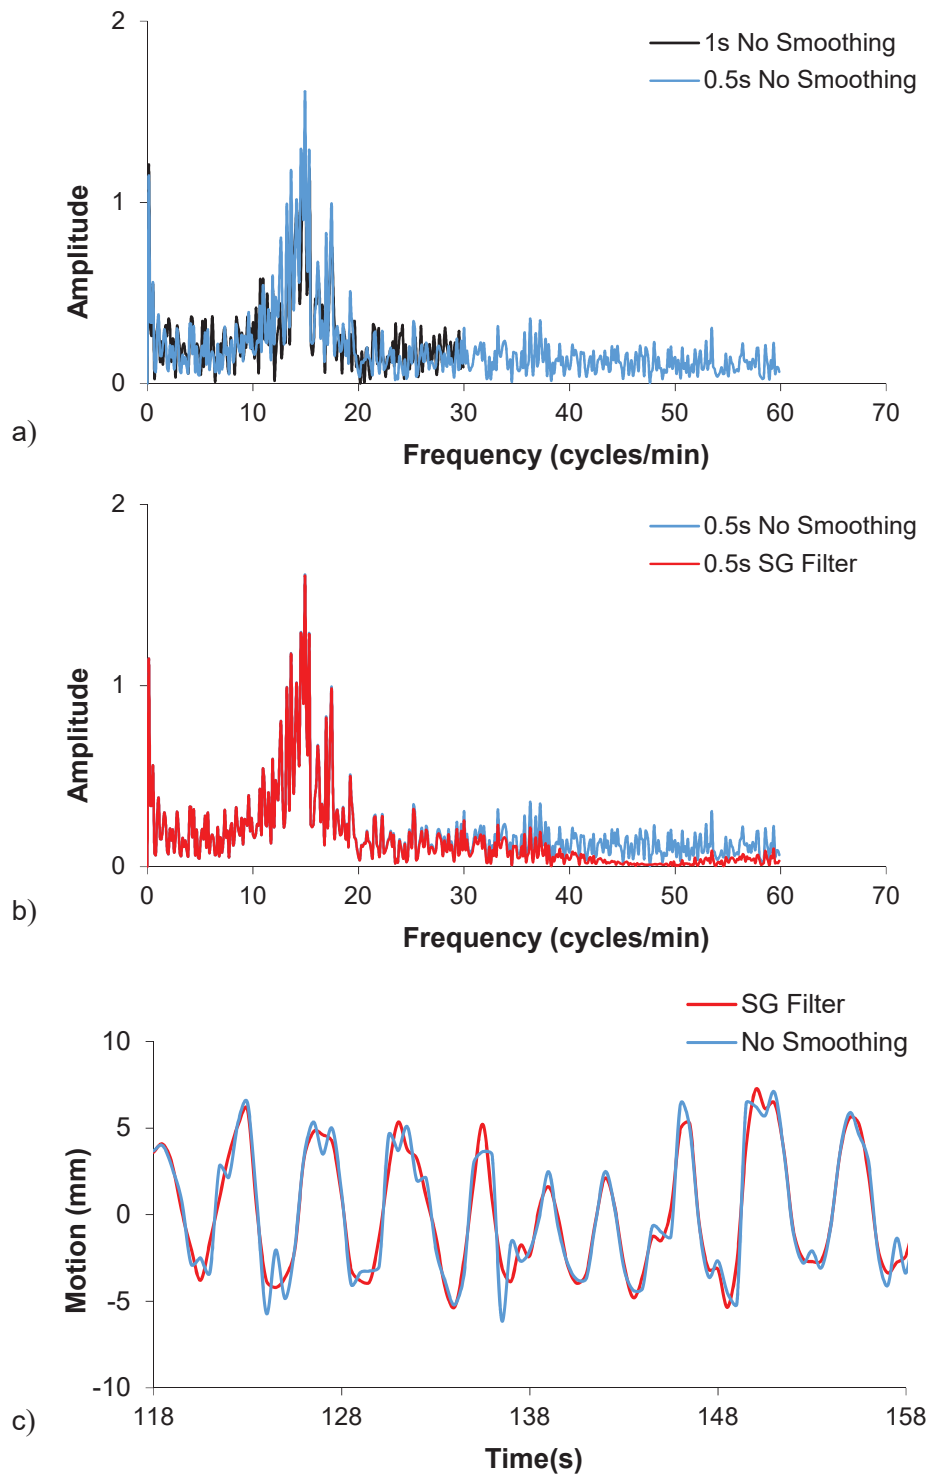 2
1s No Smoothing
0.5s No Smoothing
1
Amplitude
0
0 10 20 30 40 50 60 70
a)
Frequency (cycles/min)
2
0.5s No Smoothing
0.5s SG Filter
1
Amplitude
0
0 10 20 30 40 50 60 70
b)
Frequency (cycles/min)
SG Filter
No Smoothing
10
5
0
Motion (mm)
-5
-10
118 128 138 148 158
c)
Time(s)